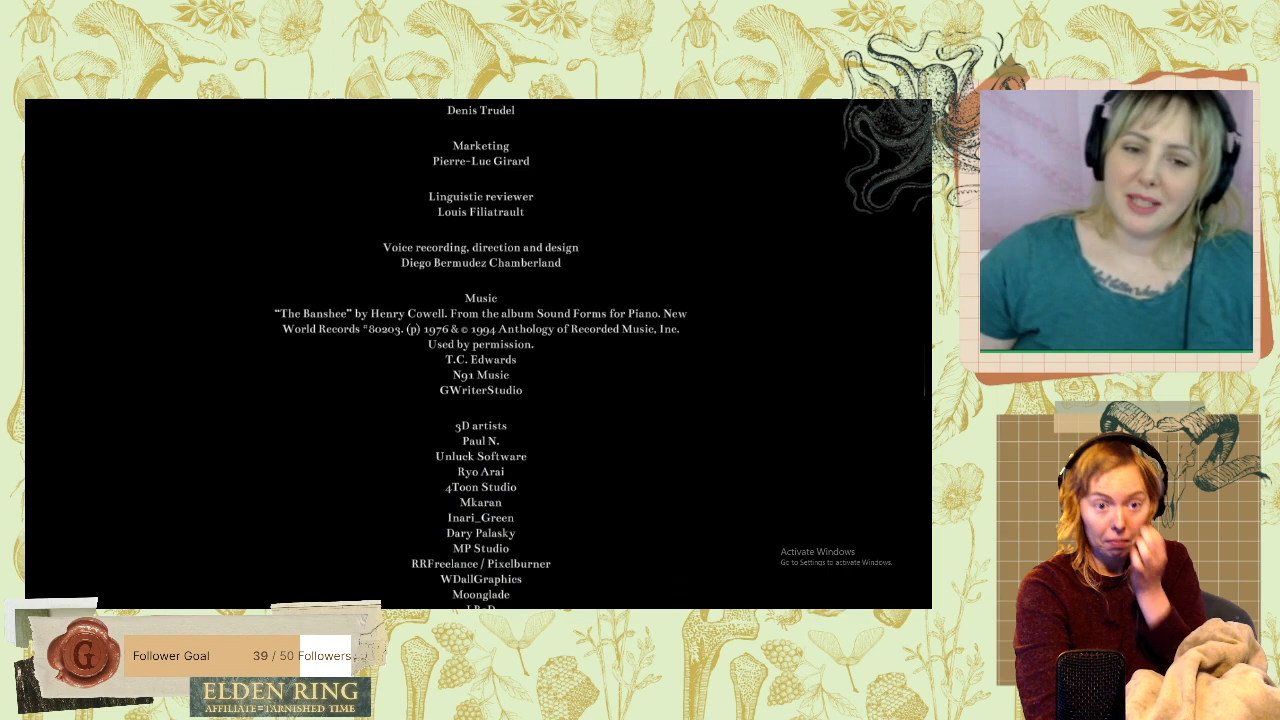 Denis Trudel
Marketing
Pierre-Luc Girard
Linguistic reviewer
Louis Filiatrault
Voice recording, direction and design
Diego Bermudez Chamberland
Music
"The Banshee" by Henry Cowell. From the album Sound Forms for Piano. New
World Records #80203. (p) 1976 & © 1994 Anthology of Recorded Music, Inc.
Used by permission.
T.C. Edwards
N91 Music
GWriterStudio
3D artists
Paul N.
Unluck Software
Ryo Arai
4Toon Studio
Mkaran
Inari_Green
Dary Palasky
MP Studio
RRFreelance / Pixelburner
WDallGraphics
Moonglade
Activate Windows
Go to Settings to activate Windows.
G
Follower Goal 39 / 50 Followers
ELDEN RING
AFFILIATE=TARNISHED TIME